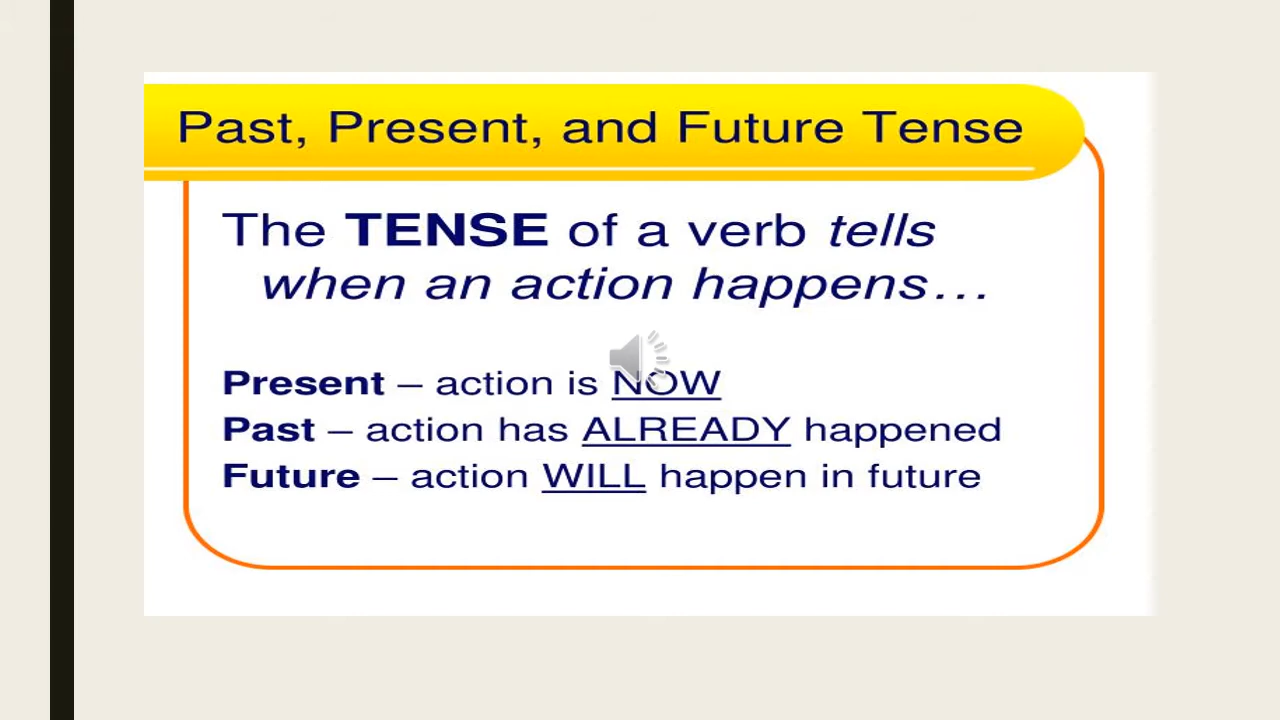 Past, Present, and Future Tense
The TENSE of a verb tells
when an action happens…
Present – action is NOW
Past – action has ALREADY happened
Future – action WILL happen in future